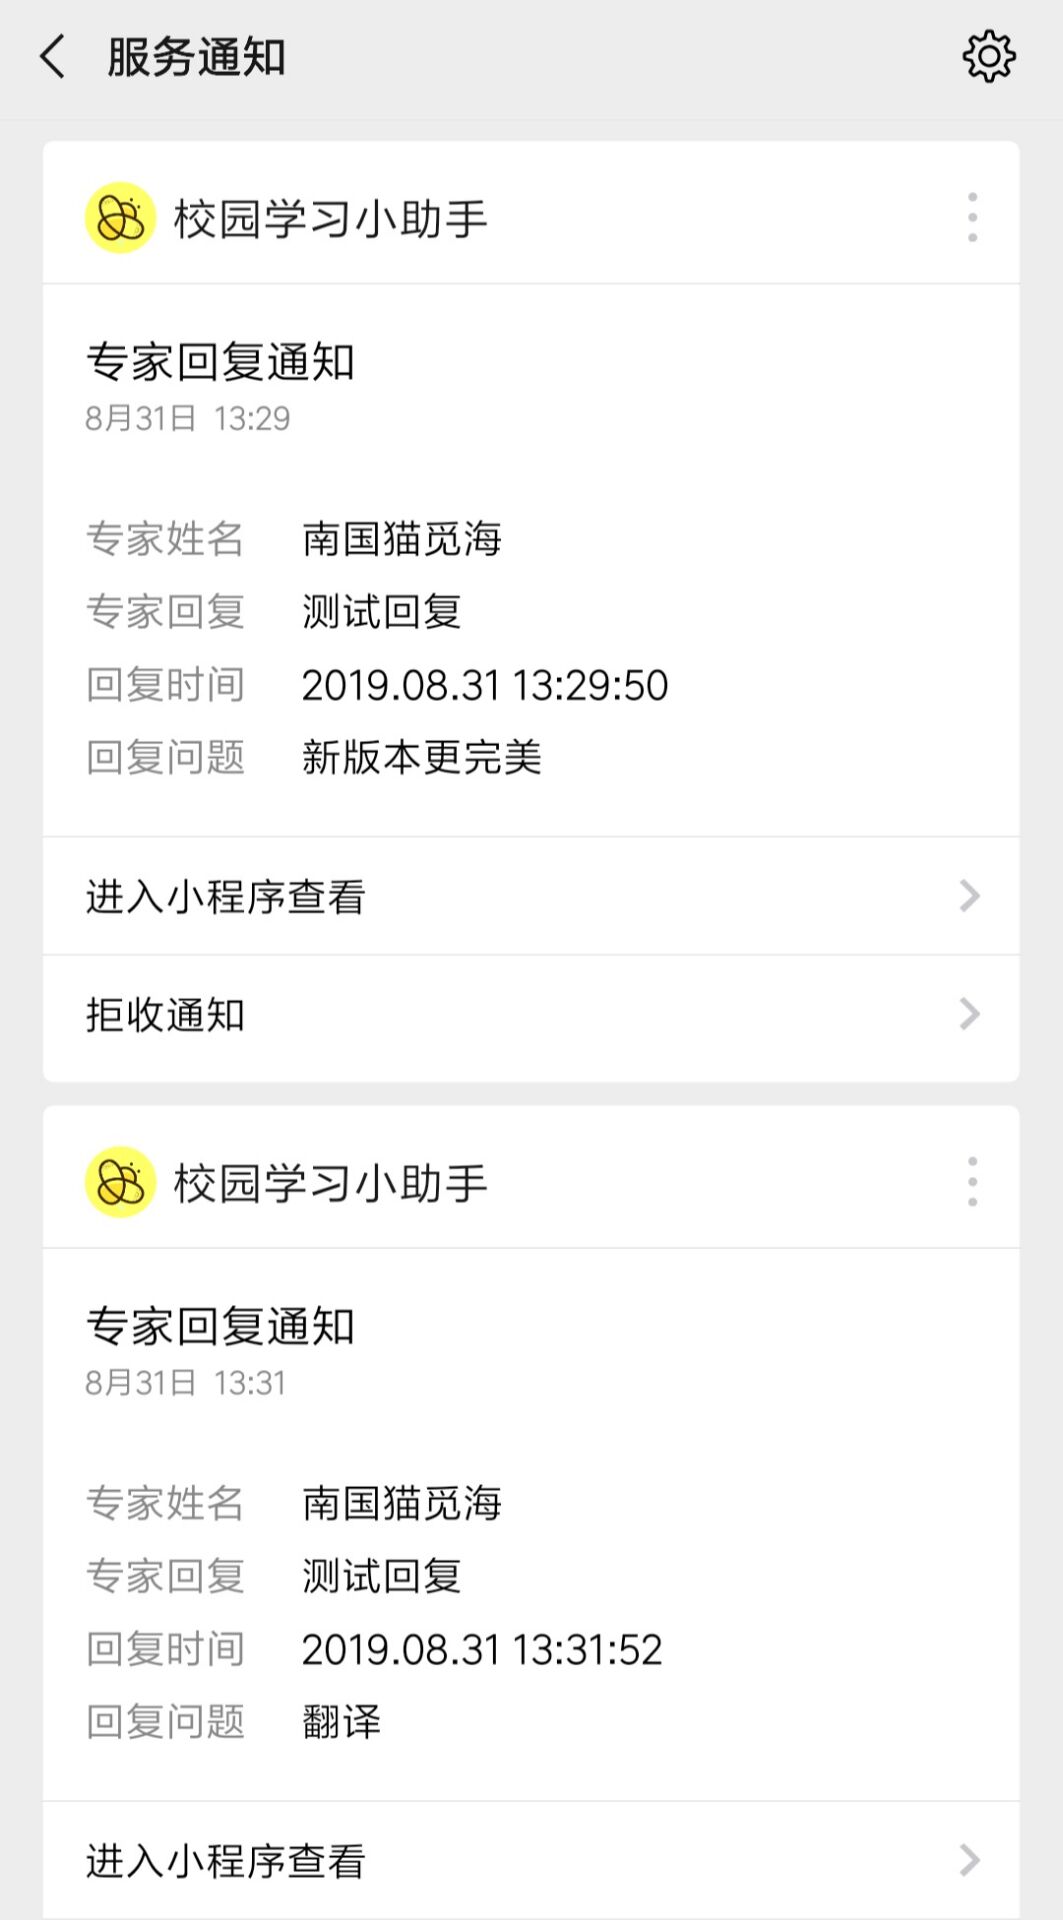 服务通知
校园学习小助手
专家回复通知
8月31日 13:29
专家姓名 南国猫觅海
专家回复 测试回复
回复时间 2019.08.31 13:29:50
回复问题 新版本更完美
进入小程序查看
拒收通知
校园学习小助手
专家回复通知
8月31日 13:31
专家姓名 南国猫觅海
专家回复 测试回复
回复时间 2019.08.31 13:31:52
回复问题 翻译
进入小程序查看